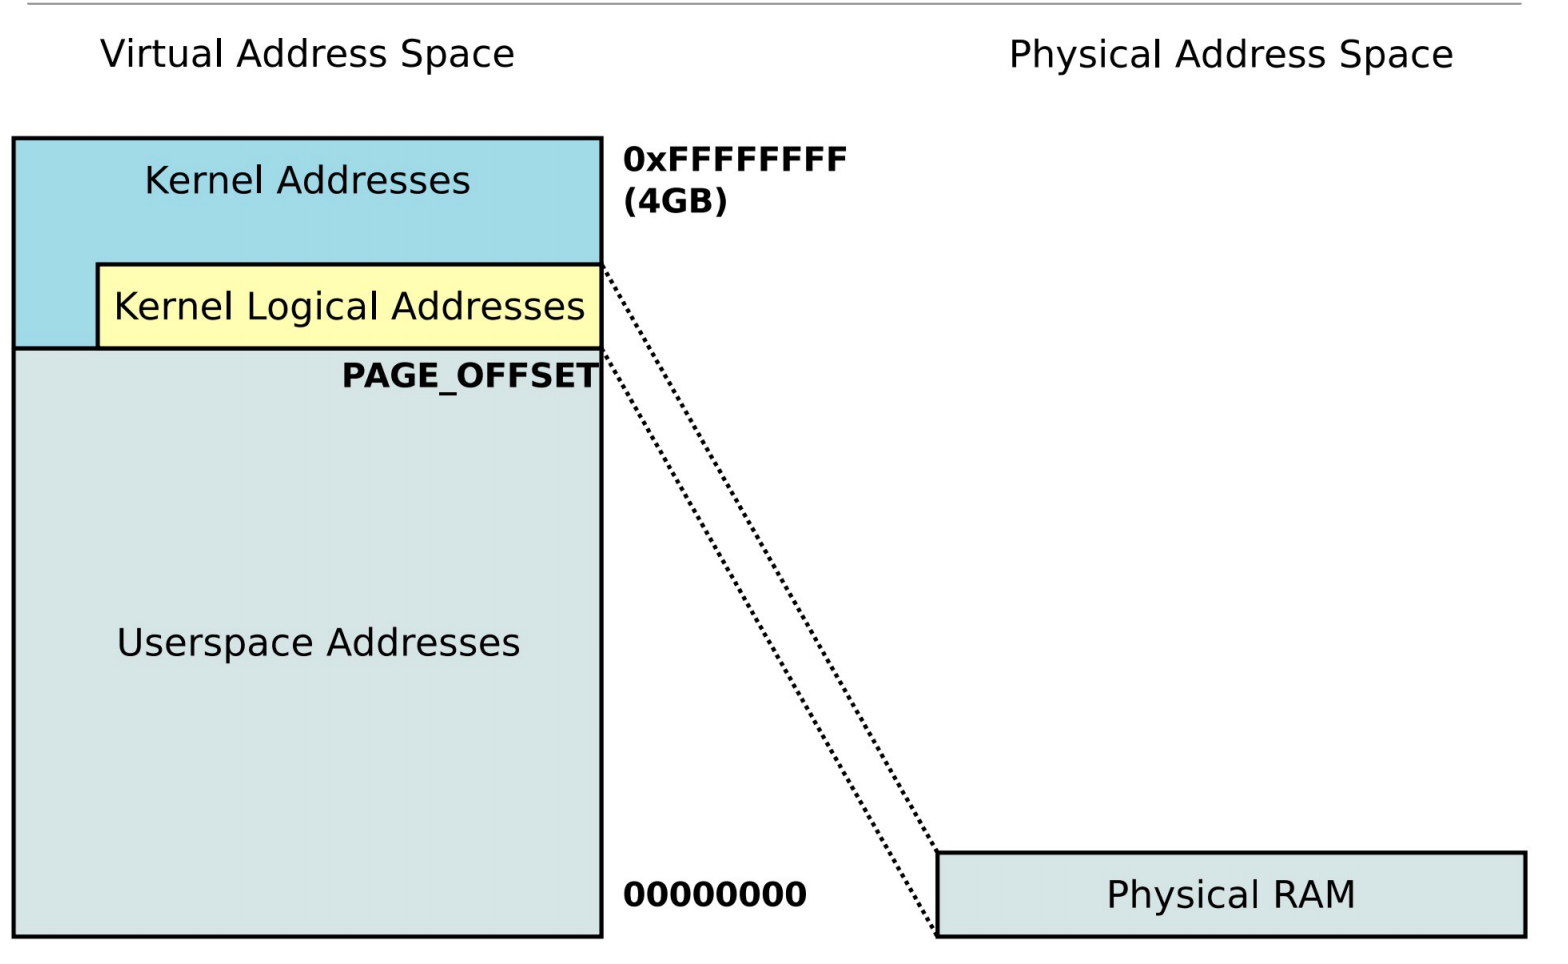 Virtual Address Space
Physical Address Space
Kernel Addresses
0xFFFFFFFF
(4GB)
Kernel Logical Addresses
PAGE_OFFSET
Userspace Addresses
00000000
Physical RAM